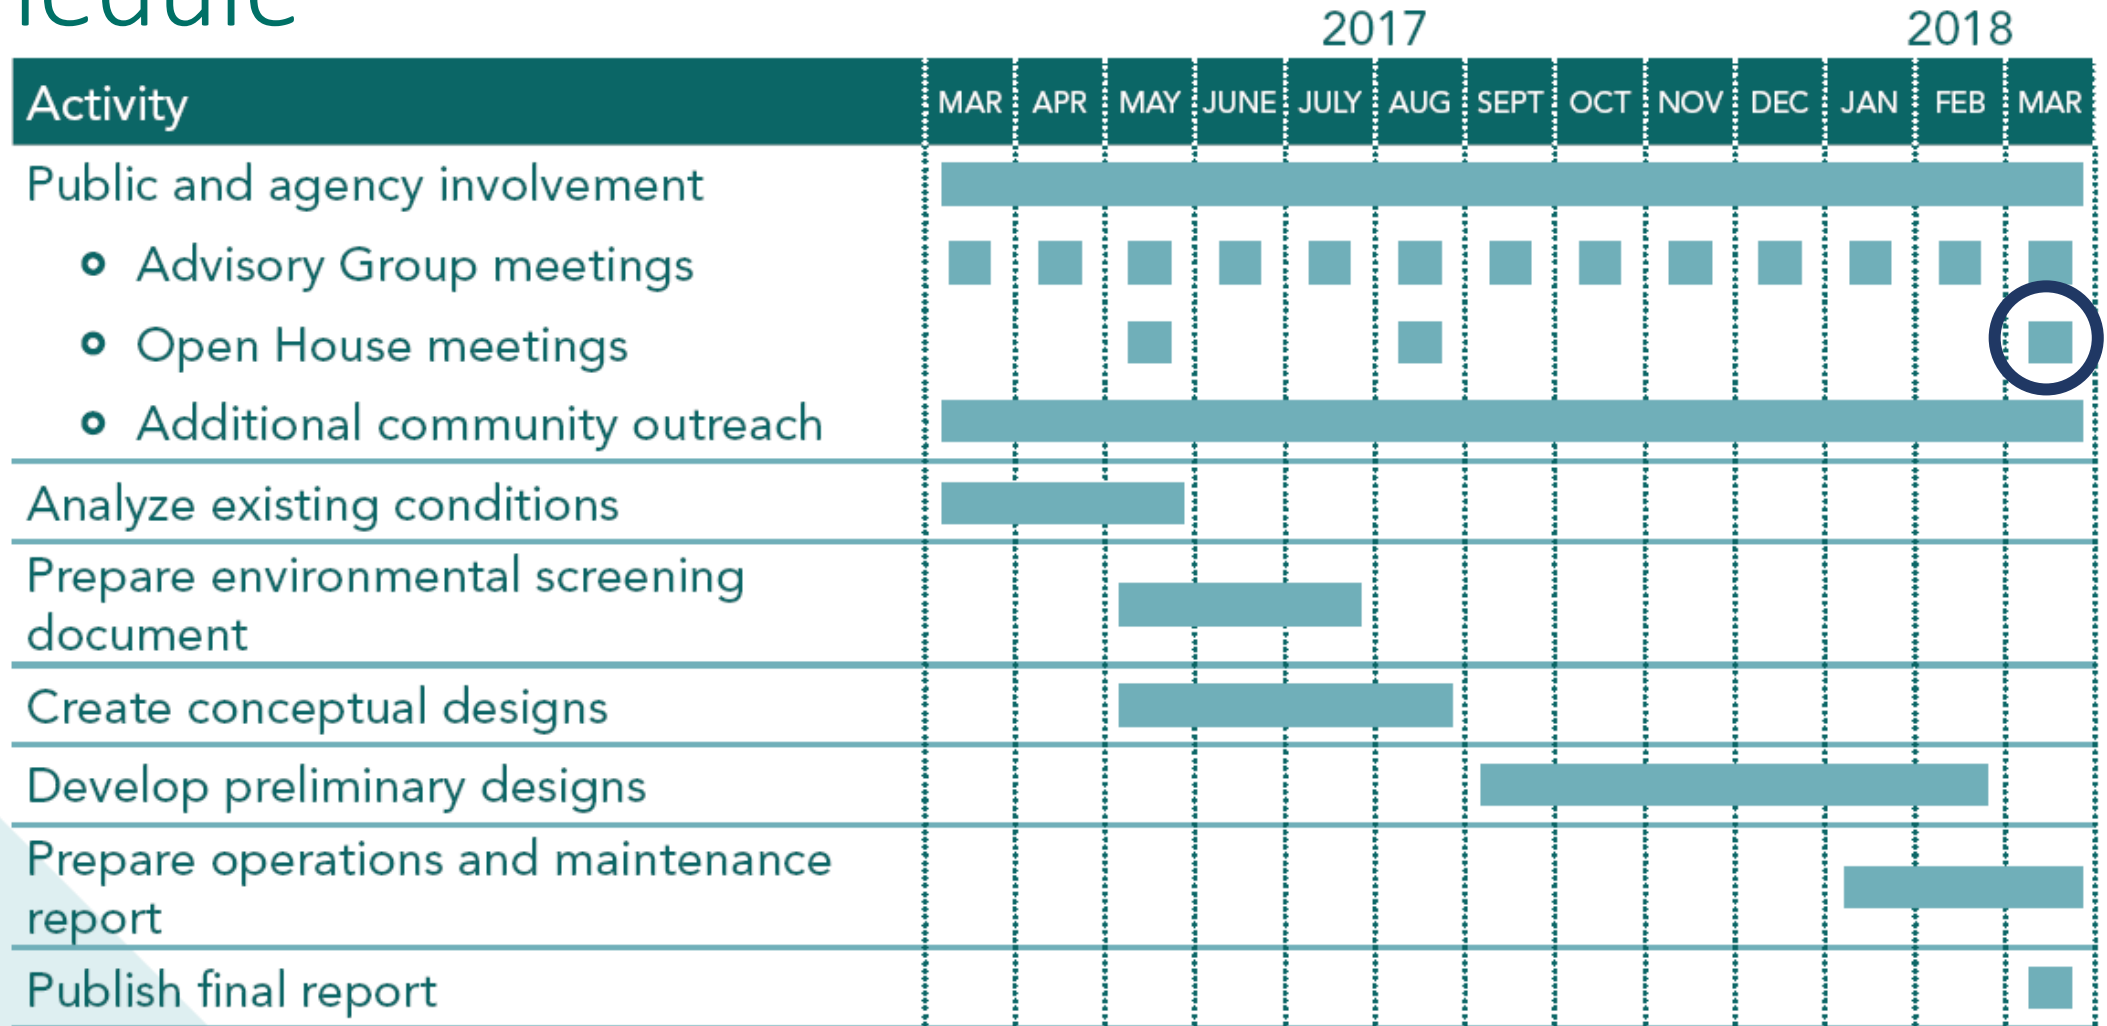 2017 2018
Activity MAR APR MAY JUNE JULY AUG SEPT OCT NOV DEC JAN FEB MAR
Public and agency involvement
Advisory Group meetings
Open House meetings
Additional community outreach
Analyze existing conditions
Prepare environmental screening
document
Create conceptual designs
Develop preliminary designs
Prepare operations and maintenance
report
Publish final report